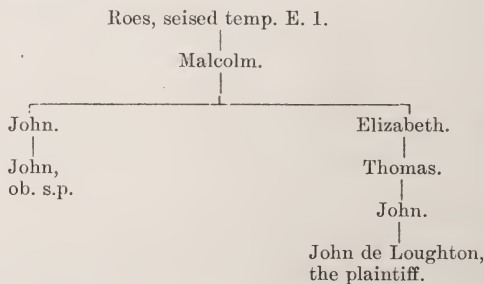 Roes, seised temp. E. 1.
Malcolm.
John.
Elizabeth.
John,
ob. s.p.
Thomas.
John.
John de Loughton,
the plaintiff.